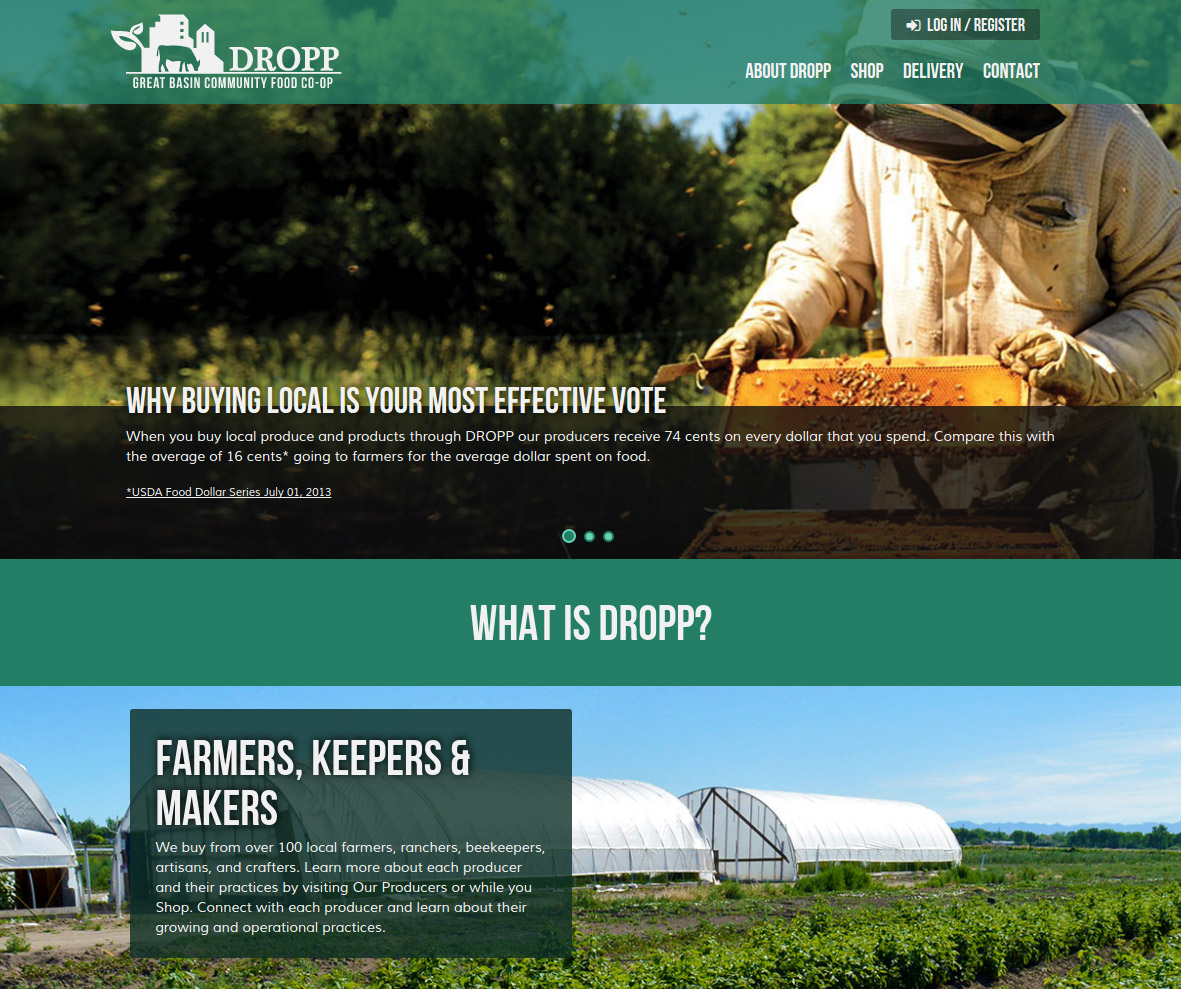 LOG IN / REGISTER
DROPP
GREAT BASIN COMMUNITY FOOD CO-OP
ABOUT DROPP SHOP DELIVERY CONTACT
WHY BUYING LOCAL IS YOUR MOST EFFECTIVE VOTE
When you buy local produce and products through DROPP our producers receive 74 cents on every dollar that you spend. Compare this with
the average of 16 cents* going to farmers for the average dollar spent on food.
*USDA Food Dollar Series July 01, 2013
WHAT IS DROPP?
FARMERS, KEEPERS &
MAKERS
We buy from over 100 local farmers, ranchers, beekeepers,
artisans, and crafters. Learn more about each producer
and their practices by visiting Our Producers or while you
Shop. Connect with each producer and learn about their
growing and operational practices.